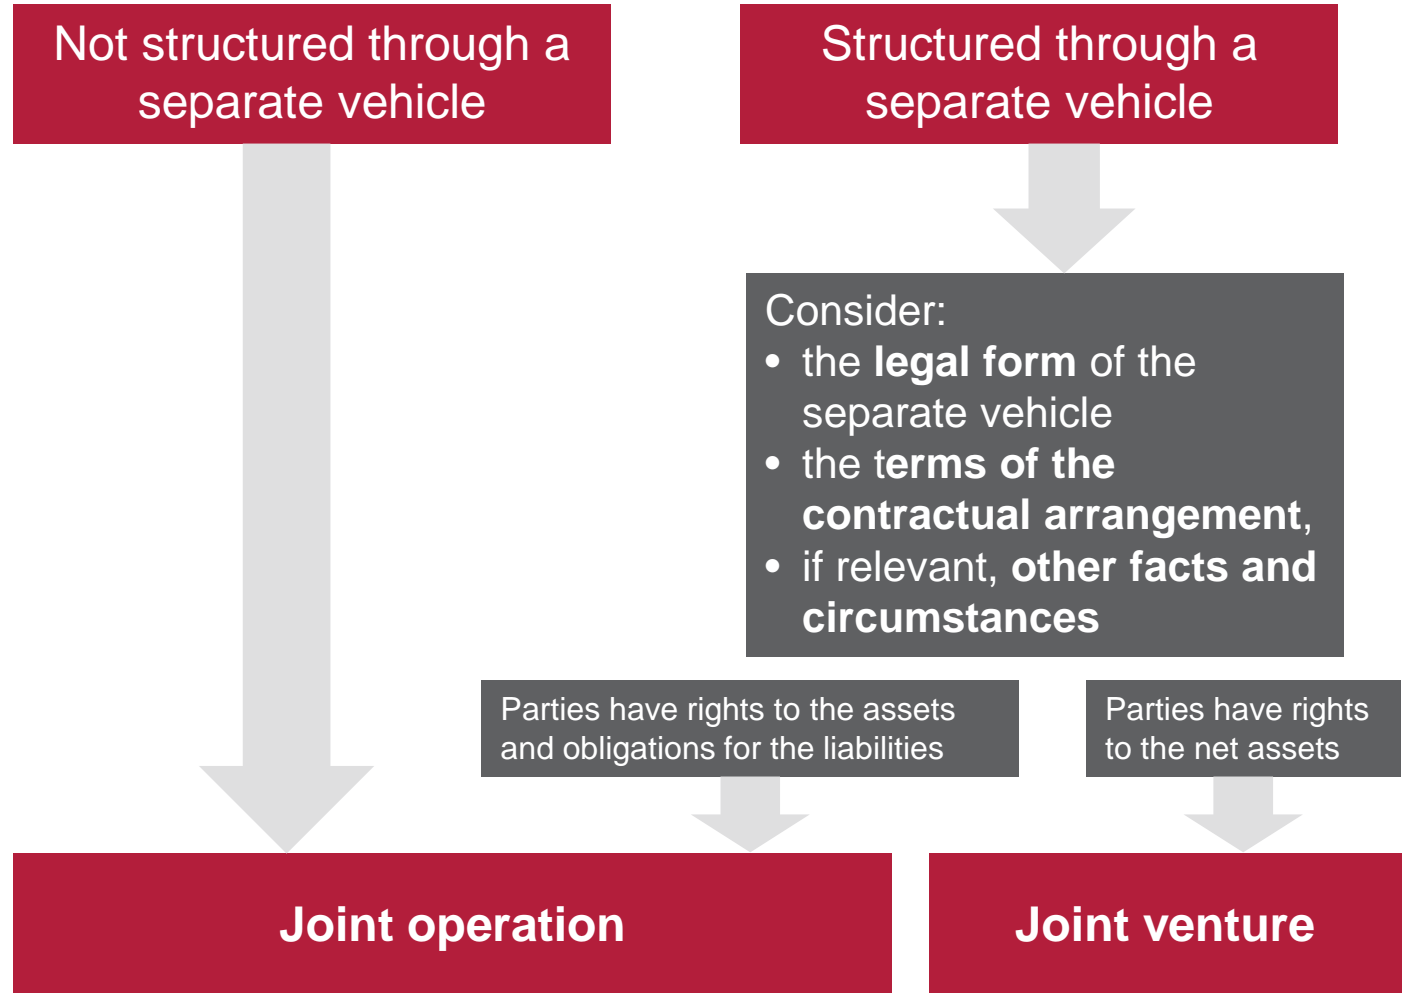 Not structured through a
separate vehicle
Structured through a
separate vehicle
Consider:
• the legal form of the
separate vehicle
• the terms of the
contractual arrangement,
• if relevant, other facts and
circumstances
Parties have rights to the assets
and obligations for the liabilities
Parties have rights
to the net assets
Joint operation
Joint venture